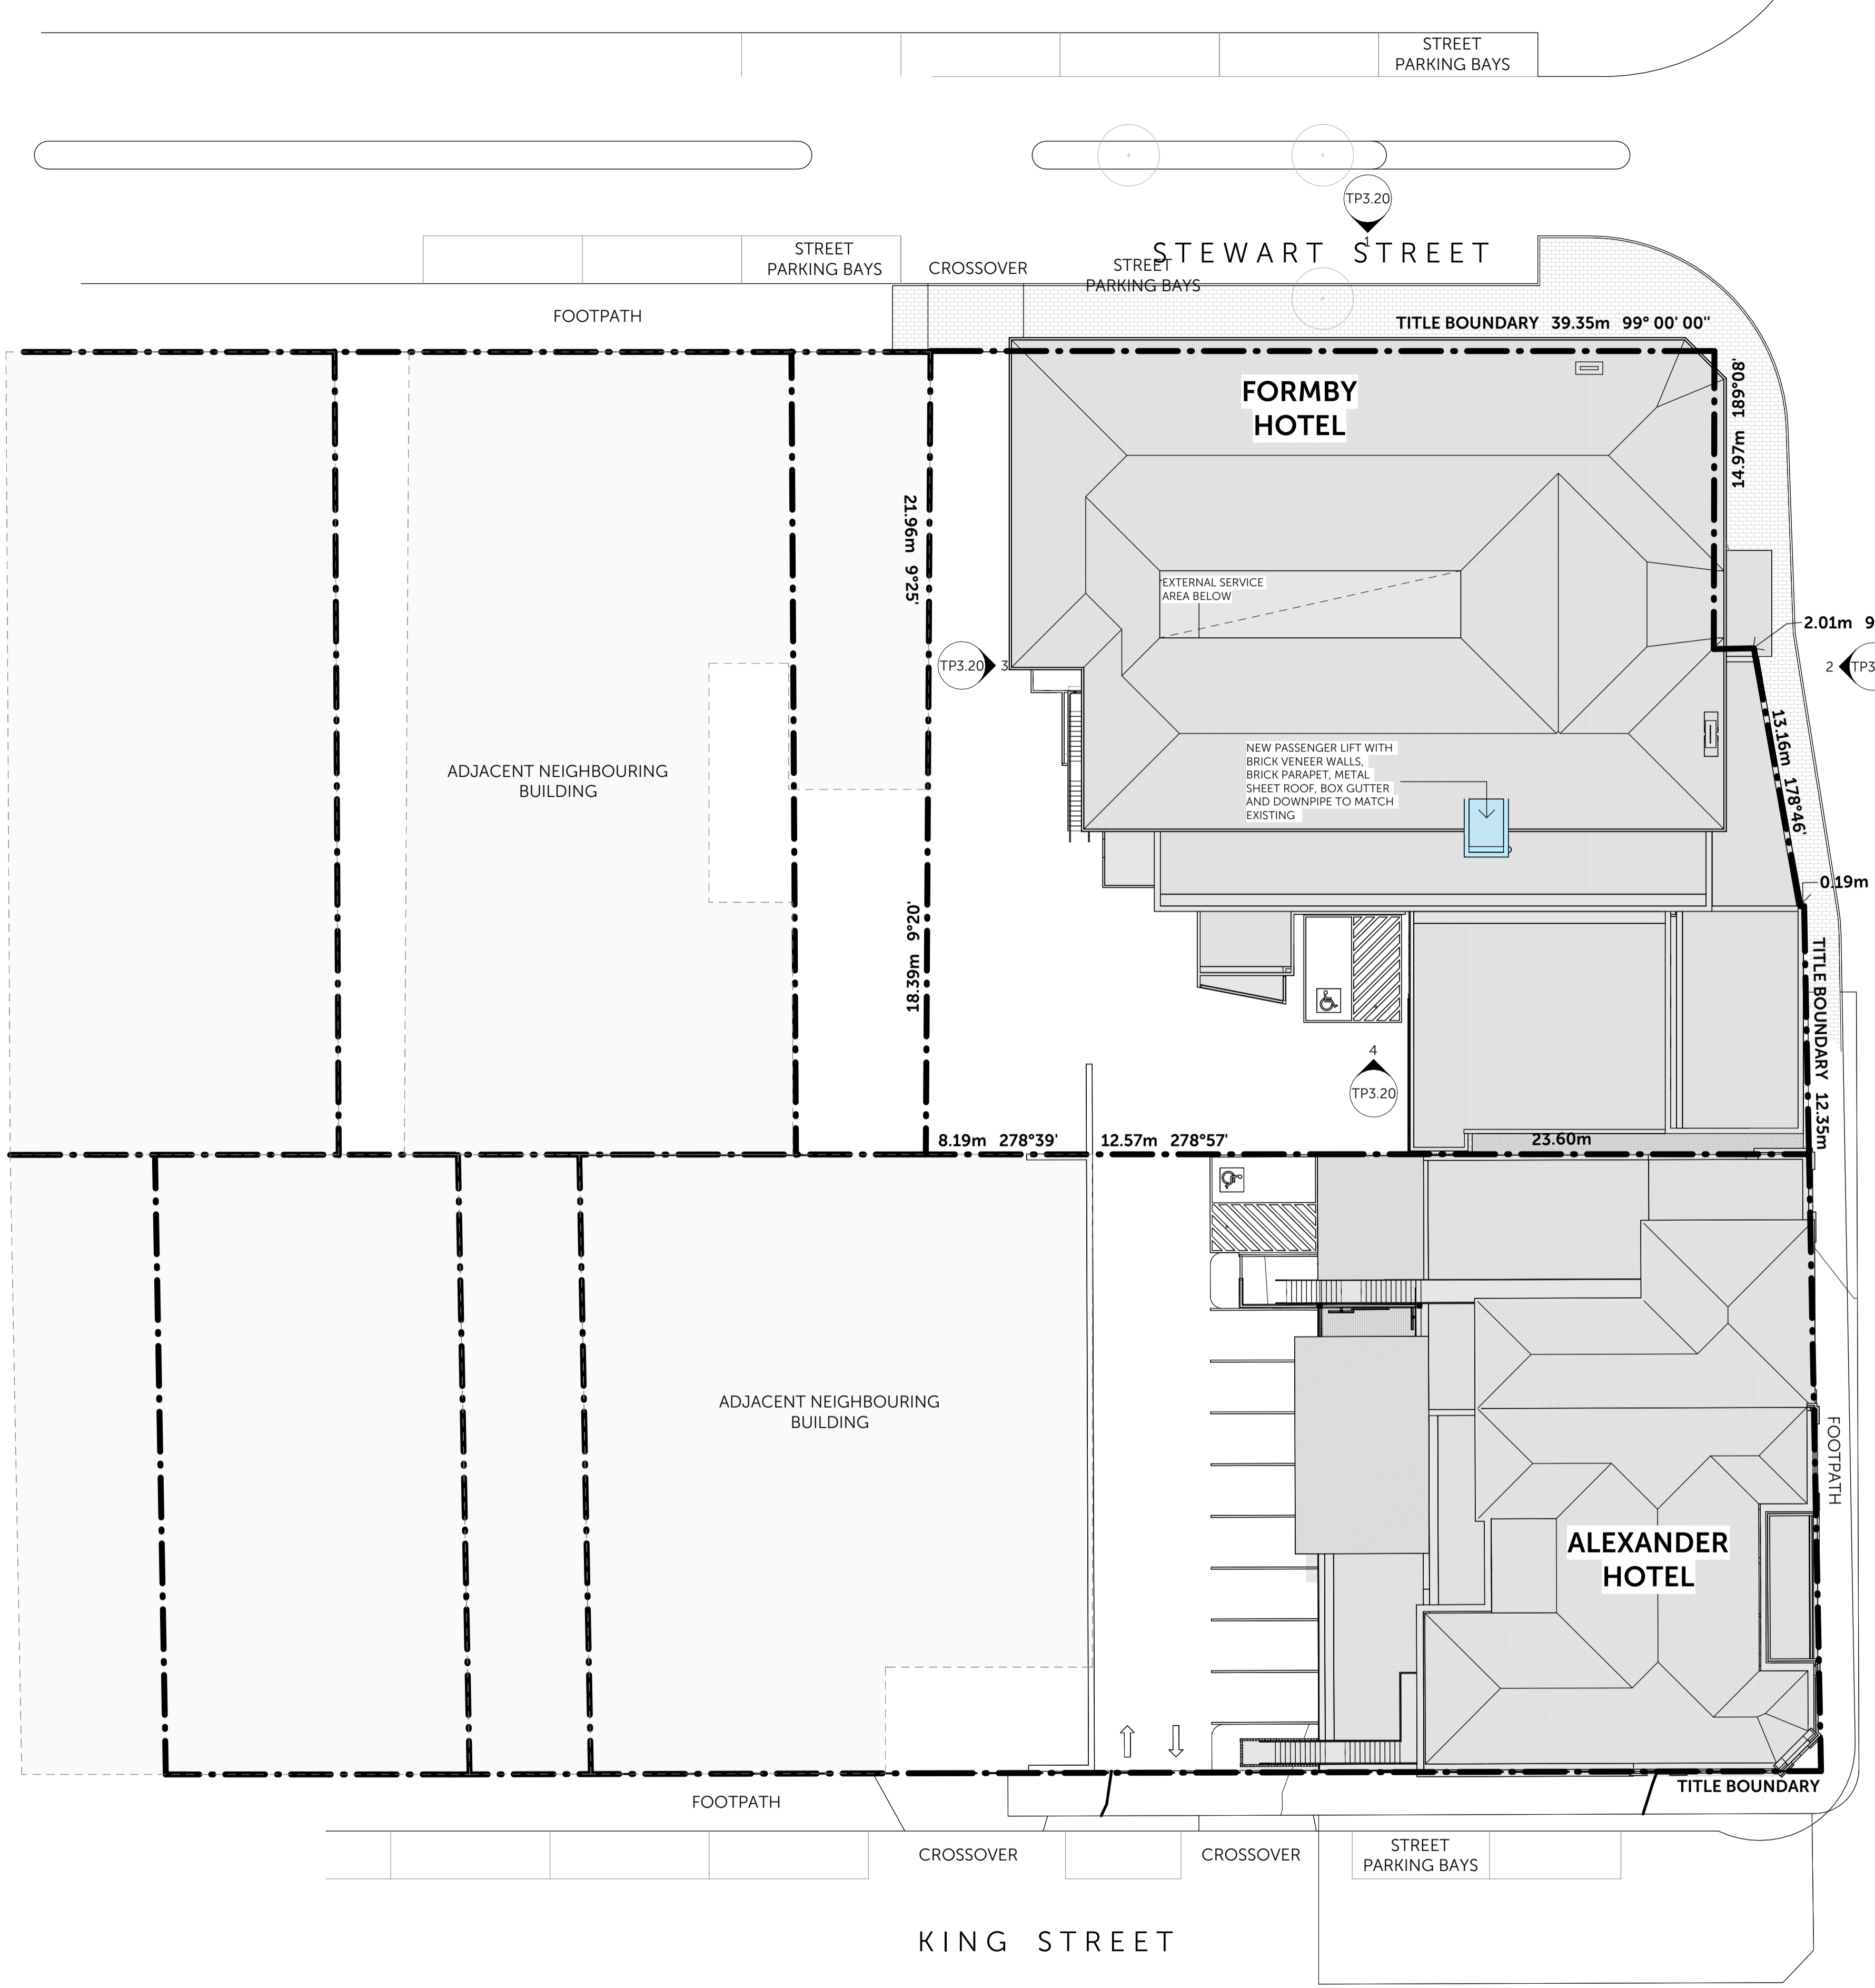 STREET
PARKING BAYS
TP3.20
1
STEWART STREET
STREET
PARKING BAYS
CROSSOVER
STREET
PARKING BAYS
FOOTPATH
TITLE BOUNDARY 39.35m 99° 00' 00"
FORMBY
HOTEL
14.97m 189°08'
21.96m 9°25'
EXTERNAL SERVICE
AREA BELOW
2.01m 9
TP3.20
3
2
TP3
13.16m 178°46'
ADJACENT NEIGHBOURING
BUILDING
NEW PASSENGER LIFT WITH
BRICK VENEER WALLS,
BRICK PARAPET, METAL
SHEET ROOF, BOX GUTTER
AND DOWNPIPE TO MATCH
EXISTING
0.19m
18.39m 9°20'
TITLE BOUNDARY 12.35m
4
TP3.20
8.19m 278°39'
12.57m 278°57'
23.60m
ADJACENT NEIGHBOURING
BUILDING
FOOTPATH
ALEXANDER
HOTEL
TITLE BOUNDARY
FOOTPATH
CROSSOVER
CROSSOVER
STREET
PARKING BAYS
KING STREET